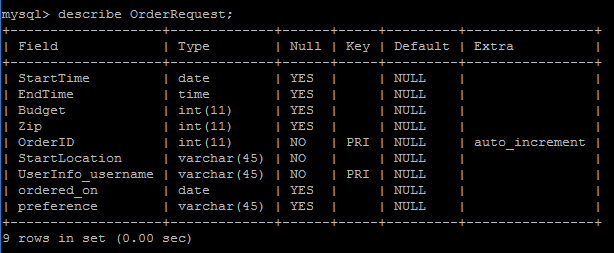 mysql> describe OrderRequest;
+-------------------+-------------+------+-----+---------+----------------+
| Field             | Type        | Null | Key | Default | Extra          |
+-------------------+-------------+------+-----+---------+----------------+
| StartTime         | date        | YES  |     | NULL    |                |
| EndTime           | time        | YES  |     | NULL    |                |
| Budget            | int(11)     | YES  |     | NULL    |                |
| Zip               | int(11)     | YES  |     | NULL    |                |
| OrderID           | int(11)     | NO   | PRI | NULL    | auto_increment |
| StartLocation     | varchar(45) | NO   |     | NULL    |                |
| UserInfo_username | varchar(45) | NO   | PRI | NULL    |                |
| ordered_on        | date        | YES  |     | NULL    |                |
| preference        | varchar(45) | YES  |     | NULL    |                |
+-------------------+-------------+------+-----+---------+----------------+
9 rows in set (0.00 sec)